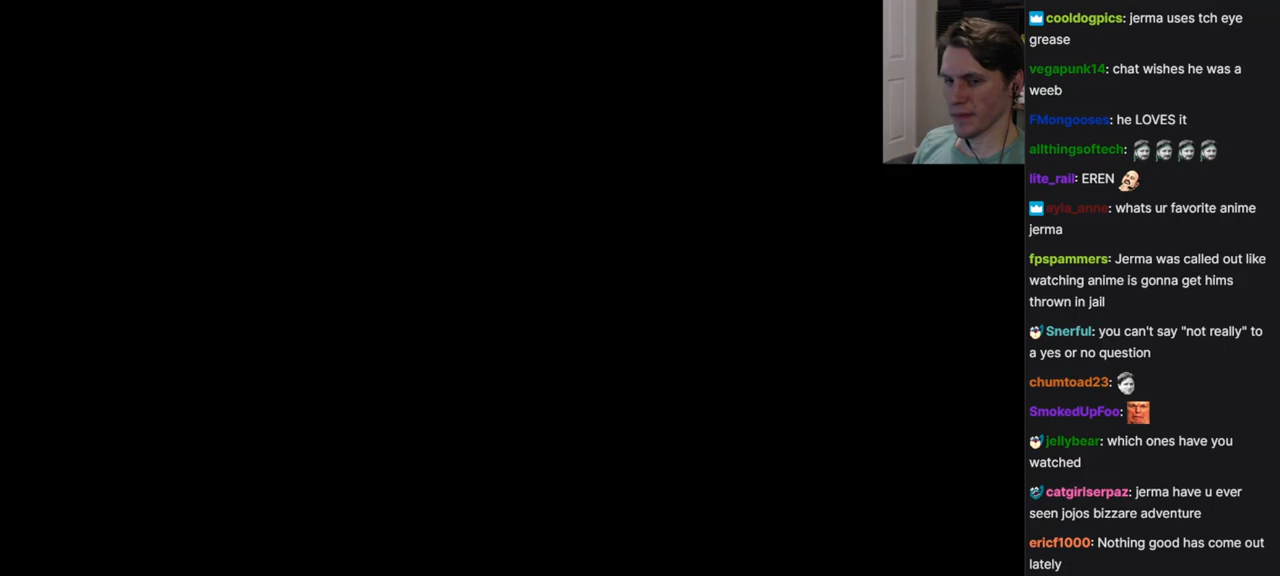 cooldogpics: jerma uses tch eye
grease
vegapunk14: chat wishes he was a
weeb
FMongooses: he LOVES it
allthingsoftech:
lite_rail: EREN
ayla_anne: whats ur favorite anime
jerma
fpspammers: Jerma was called out like
watching anime is gonna get hims
thrown in jail
Snerful: you can't say "not really" to
a yes or no question
chumtoad23:
SmokedUpFoo:
jellybear: which ones have you
watched
catgirlserpaz: jerma have u ever
seen jojos bizzare adventure
ericf1000: Nothing good has come out
lately